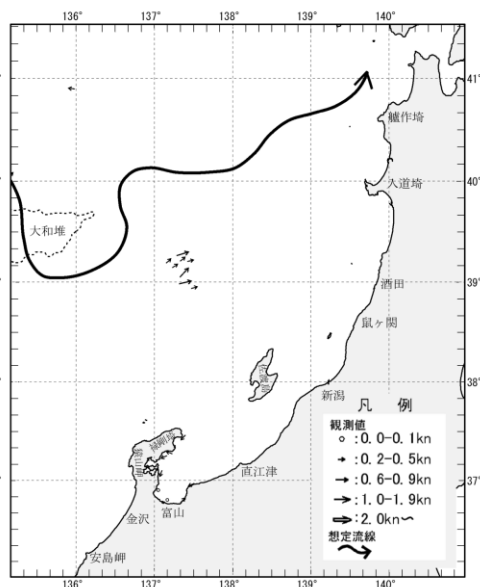 136° 137° 138° 139° 140°
41°
艫作埼
40°
入道埼
大和堆
39°
酒田
鼠ヶ関
佐渡島
38°
新潟
凡 例
観測値
:0.0-0.1kn
:0.2-0.5kn
:0.6-0.9kn
:1.0-1.9kn
:2.0kn〜
想定流線
37°
直江津
富山
金沢
安島岬
136° 137° 138° 139° 140°